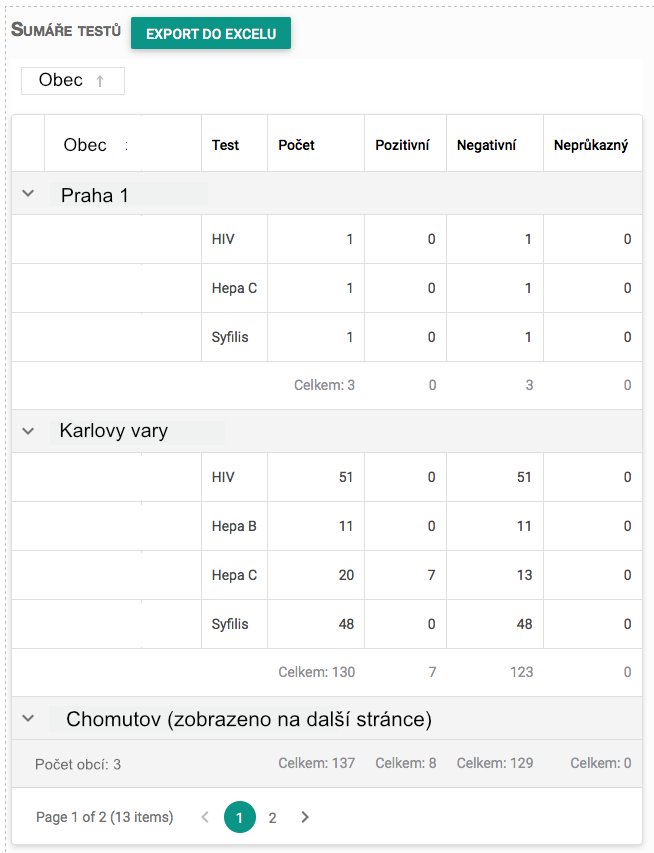 SUMÁŘE TESTŮ EXPORT DO EXCELU
Obec ↑
Obec Test Počet Pozitivní Negativní Neprůkazný
Praha 1
HIV 1 0 1 0
Hepa C 1 0 1 0
Syfilis 1 0 1 0
Celkem: 3 0 3 0
Karlovy vary
HIV 51 0 51 0
Hepa B 11 0 11 0
Hepa C 20 7 13 0
Syfilis 48 0 48 0
Celkem: 130 7 123 0
Chomutov (zobrazeno na další stránce)
Počet obcí: 3 Celkem: 137 Celkem: 8 Celkem: 129 Celkem: 0
Page 1 of 2 (13 items) 1 2